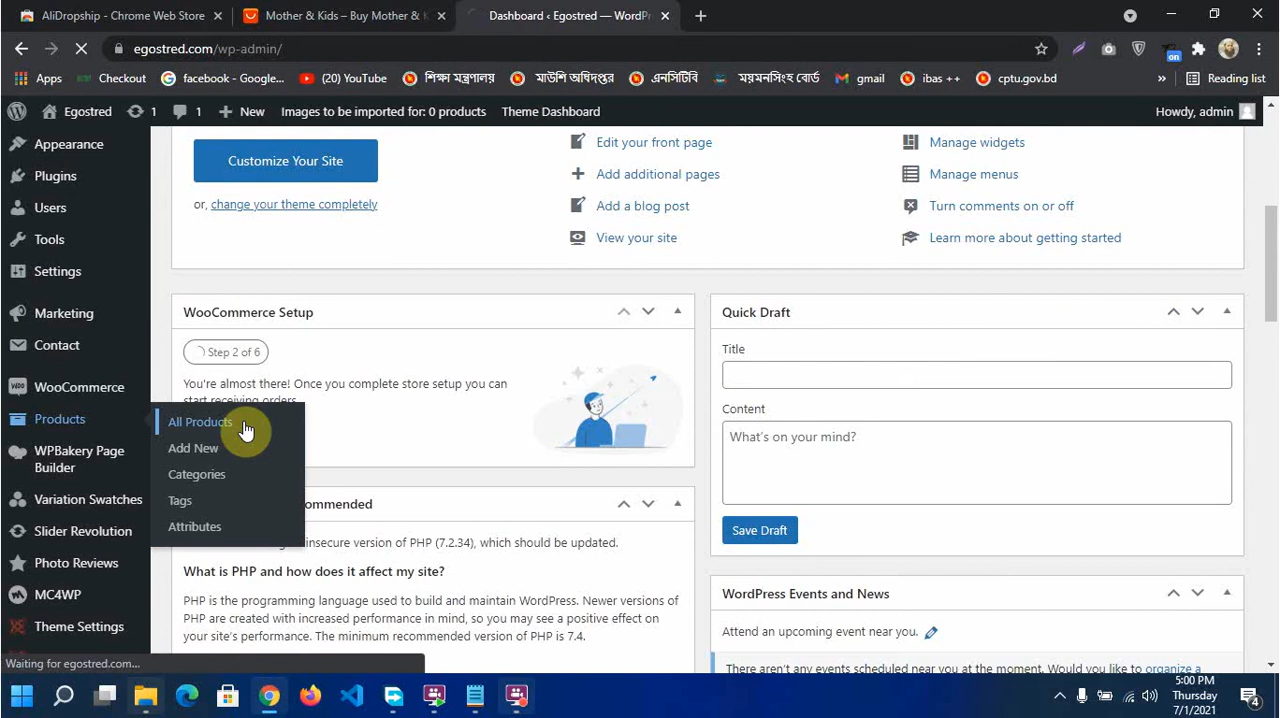 AliDropship - Chrome Web Store
Mother & Kids – Buy Mother &
Dashboard ‹ Egostred — WordPr
egostred.com/wp-admin/
on
Apps
Checkout
facebook - Google...
(20) YouTube
শিক্ষা মন্ত্রণালয়
মাউশি অধিদপ্তর
এনসিটিবি
ময়মনসিংহ বোর্ড
gmail
ibas ++
cptu.gov.bd
»
Reading list
Egostred
1
1
New
Images to be imported for: 0 products
Theme Dashboard
Howdy, admin
Appearance
Plugins
Users
Tools
Settings
Marketing
Contact
WooCommerce
Products
WPBakery Page
Builder
Variation Swatches
Slider Revolution
Photo Reviews
MC4WP
Theme Settings
All Products
Add New
Categories
Tags
Attributes
Customize Your Site
or, change your theme completely
Edit your front page
Add additional pages
Add a blog post
View your site
Manage widgets
Manage menus
Turn comments on or off
Learn more about getting started
WooCommerce Setup
Step 2 of 6
You're almost there! Once you complete store setup you can
start receiving orders.
ommended
insecure version of PHP (7.2.34), which should be updated.
What is PHP and how does it affect my site?
PHP is the programming language used to build and maintain WordPress. Newer versions of
PHP are created with increased performance in mind, so you may see a positive effect on
your site's performance. The minimum recommended version of PHP is 7.4.
Quick Draft
Title
Content
What's on your mind?
Save Draft
WordPress Events and News
Attend an upcoming event near you.
There aren't any events scheduled near you at the moment. Would you like to organize a
Waiting for egostred.com...
5:00 PM
Thursday
7/1/2021
4